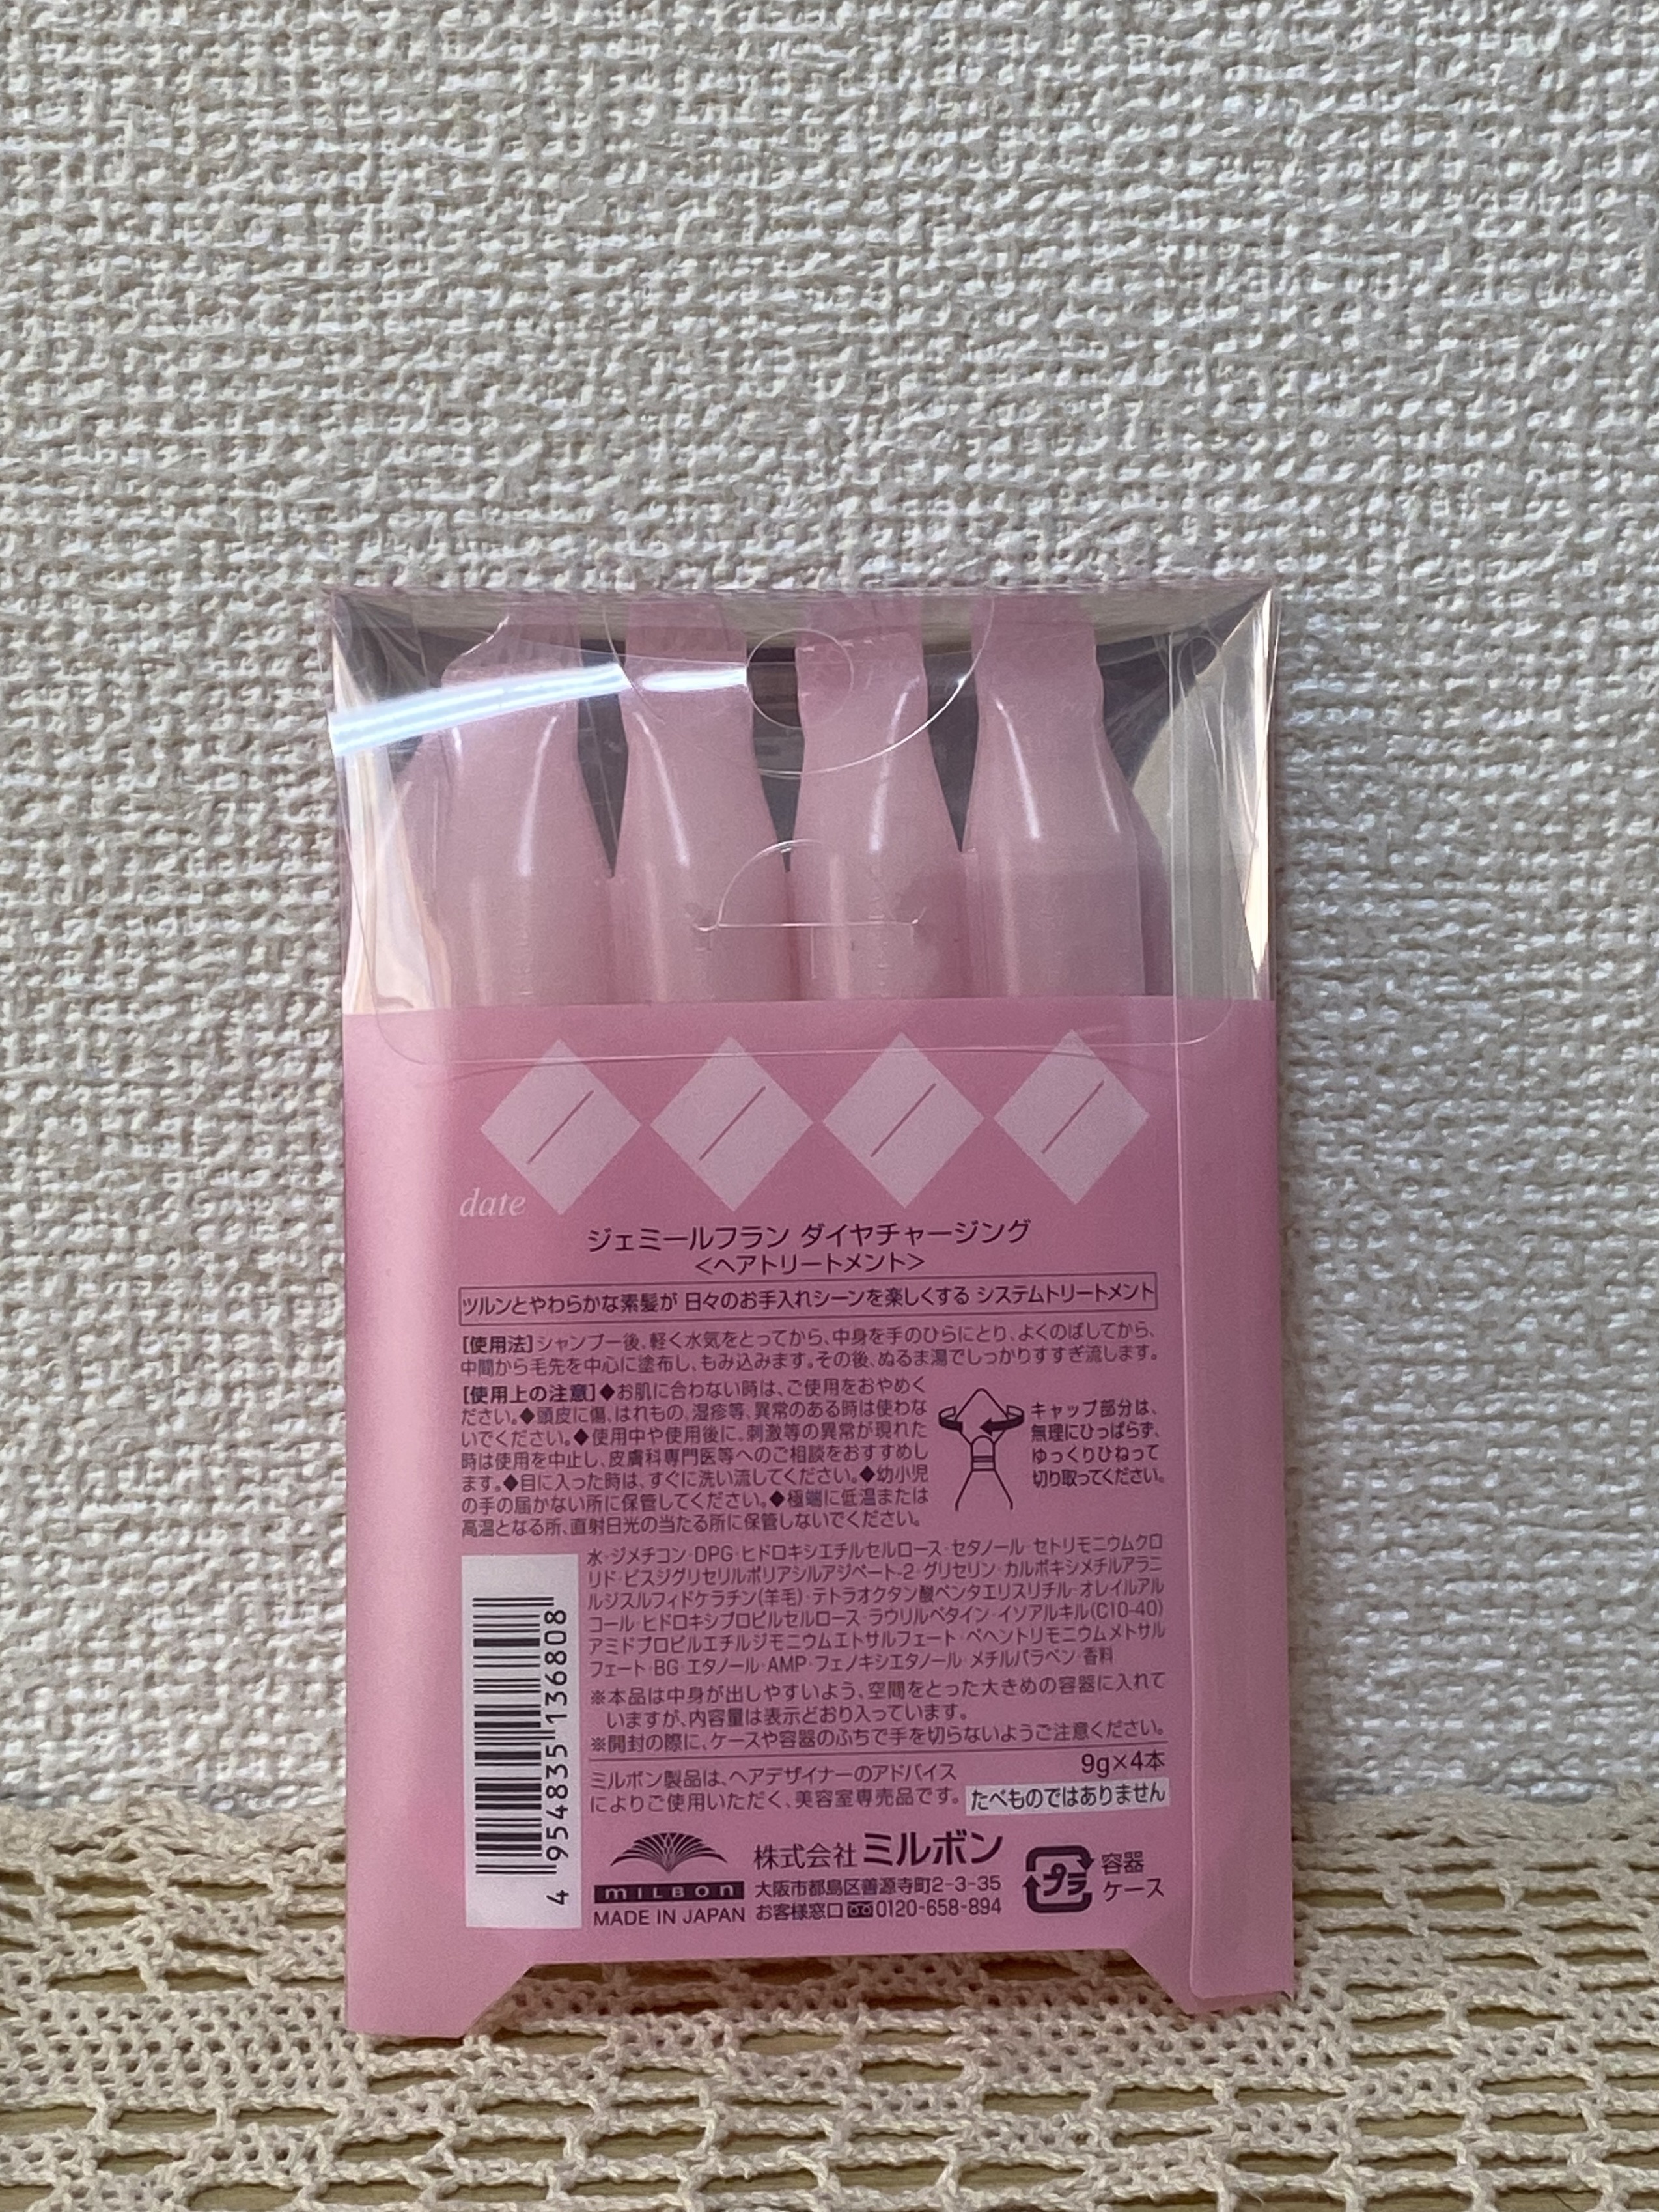 date
ジェミールフラン ダイヤチャージング
<ヘアトリートメント>
ツルンとやわらかな素髪が 日々のお手入れシーンを楽しくする システムトリートメント
[使用法]シャンプー後、軽く水気をとってから、中身を手のひらにとり、よくのばしてから、
中間から毛先を中心に塗布し、もみ込みます。その後、ぬるま湯でしっかりすすぎ流します。
[使用上の注意]◆お肌に合わない時は、ご使用をおやめく
ださい。◆頭皮に傷、はれもの、湿疹等、異常のある時は使わな
いでください。◆使用中や使用後に、刺激等の異常が現れた
時は使用を中止し、皮膚科専門医等へのご相談をおすすめし
ます。◆目に入った時は、すぐに洗い流してください。◆幼小児
の手の届かない所に保管してください。◆極端に低温または
高温となる所、直射日光の当たる所に保管しないでください。
キャップ部分は、
無理にひっぱらず、
ゆっくりひねって
切り取ってください。
水・ジメチコン・DPG・ヒドロキシエチルセルロース・セタノール・セトリモニウムクロ
リド・ビスジグリセリルポリアシルアジペート-2・グリセリン・カルボキシメチルアラニ
ルジスルフィドケラチン(羊毛)・テトラオクタン酸ペンタエリスリチル・オレイルアル
コール・ヒドロキシプロピルセルロース・ラウリルベタイン・イソアルキル(C10-40)
アミドプロピルエチルジモニウムエトサルフェート・ベヘントリモニウムメトサル
フェート・BG・エタノール・AMP・フェノキシエタノール・メチルパラベン・香料
※本品は中身が出しやすいよう、空間をとった大きめの容器に入れて
いますが、内容量は表示どおり入っています。
※開封の際に、ケースや容器のふちで手を切らないようご注意ください。
9g×4本
ミルボン製品は、ヘアデザイナーのアドバイス
によりご使用いただく、美容室専売品です。
たべものではありません
4 954835 136808
milbon
MADE IN JAPAN
株式会社ミルボン
大阪市都島区善源寺町2-3-35
お客様窓口 0120-658-894
プラ
容器
ケース